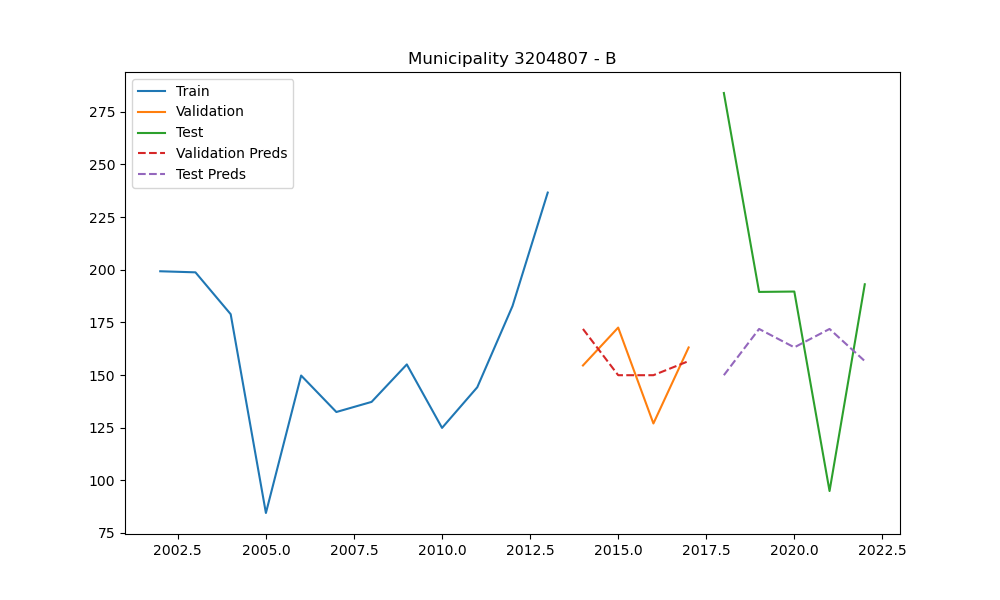 Municipality 3204807 - B
Train
Validation
Test
Validation Preds
Test Preds
275
250
225
200
175
150
125
100
75
2002.5 2005.0 2007.5 2010.0 2012.5 2015.0 2017.5 2020.0 2022.5